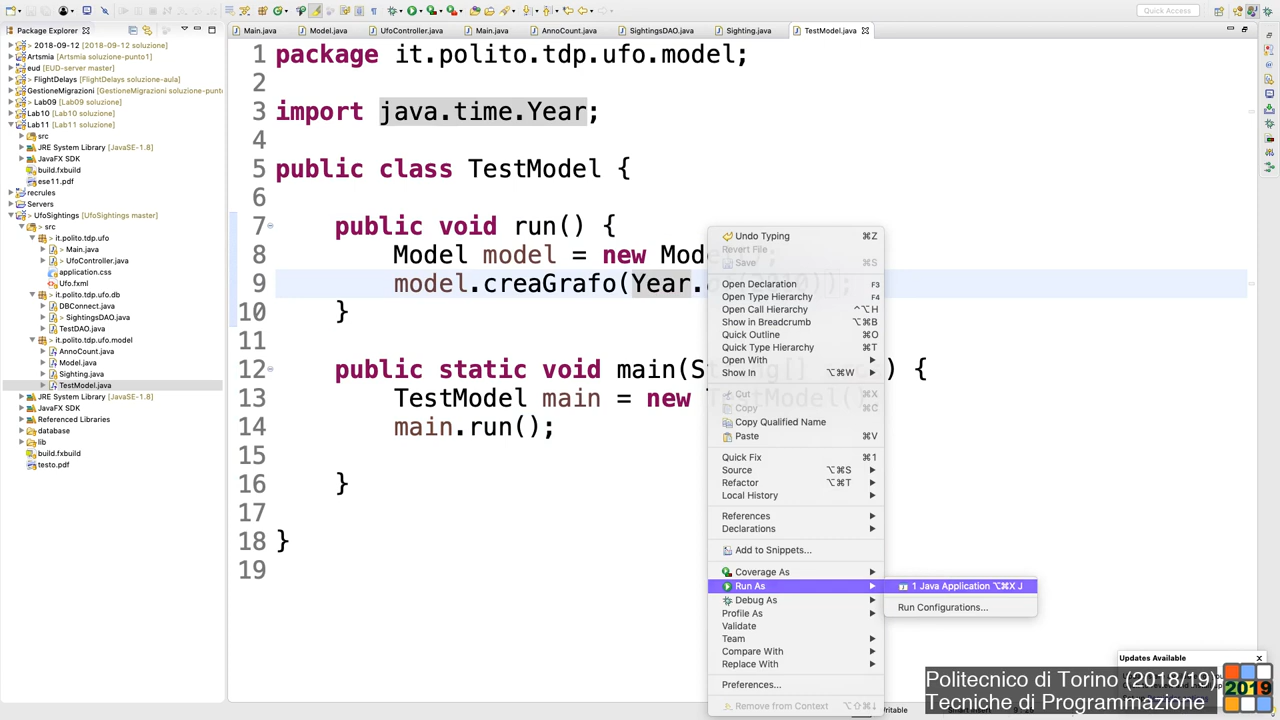 Quick Access
Package Explorer
Main.java
Model.java
UfoController.java
Main.java
AnnoCount.java
SightingsDAO.java
Sighting.java
TestModel.java
> 2018-09-12 [2018-09-12 soluzione]
Artsmia [Artsmia soluzione-punto1]
eud [EUD-server master]
> FlightDelays [FlightDelays soluzione-aula]
GestioneMigrazioni [GestioneMigrazioni soluzione-punt
> Lab09 [Lab09 soluzione]
Lab10 [Lab10 soluzione]
Lab11 [Lab11 soluzione]
src
JRE System Library [JavaSE-1.8]
JavaFX SDK
build.fxbuild
ese11.pdf
recrules
Servers
> UfoSightings [UfoSightings master]
> src
it.polito.tdp.ufo
> Main.java
> UfoController.java
application.css
Ufo.fxml
> it.polito.tdp.ufo.db
DBConnect.java
> SightingsDAO.java
TestDAO.java
> it.polito.tdp.ufo.model
AnnoCount.java
Model.java
Sighting.java
TestModel.java
JRE System Library [JavaSE-1.8]
JavaFX SDK
Referenced Libraries
database
lib
build.fxbuild
testo.pdf
1 package it.polito.tdp.ufo.model;
2
3 import java.time.Year;
4
5 public class TestModel {
6
7 public void run() {
8 Model model = new Mod
9 model.creaGrafo(Year.
10 }
11
12 public static void main(S ) {
13 TestModel main = new
14 main.run();
15
16 }
17
18 }
19
Undo Typing ⌘Z
Revert File
Save ⌘S
Open Declaration F3
Open Type Hierarchy F4
Open Call Hierarchy ^⌥H
Show in Breadcrumb ⌥⌘B
Quick Outline ⌘O
Quick Type Hierarchy ⌘T
Open With
Show In ⌥⌘W
Cut ⌘X
Copy ⌘C
Copy Qualified Name
Paste ⌘V
Quick Fix ⌘1
Source ⌥⌘S
Refactor ⌥⌘T
Local History
References
Declarations
Add to Snippets...
Coverage As
Run As
1 Java Application ⌥⌘X J
Debug As
Run Configurations...
Profile As
Validate
Team
Compare With
Replace With
Preferences...
Remove from Context ⌥⇧⌘↓
Updates Available
Politecnico di Torino (2018/19)
Tecniche di Programmazione
2019